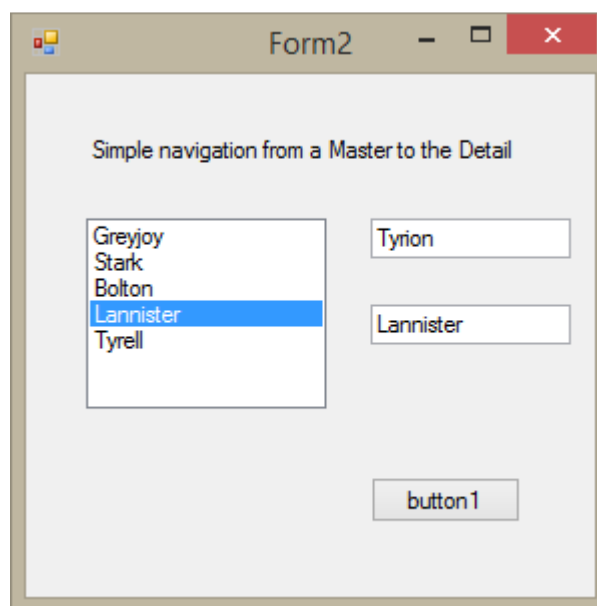 Form2
Simple navigation from a Master to the Detail
Greyjoy
Stark
Bolton
Lannister
Tyrell
Tyrion
Lannister
button1